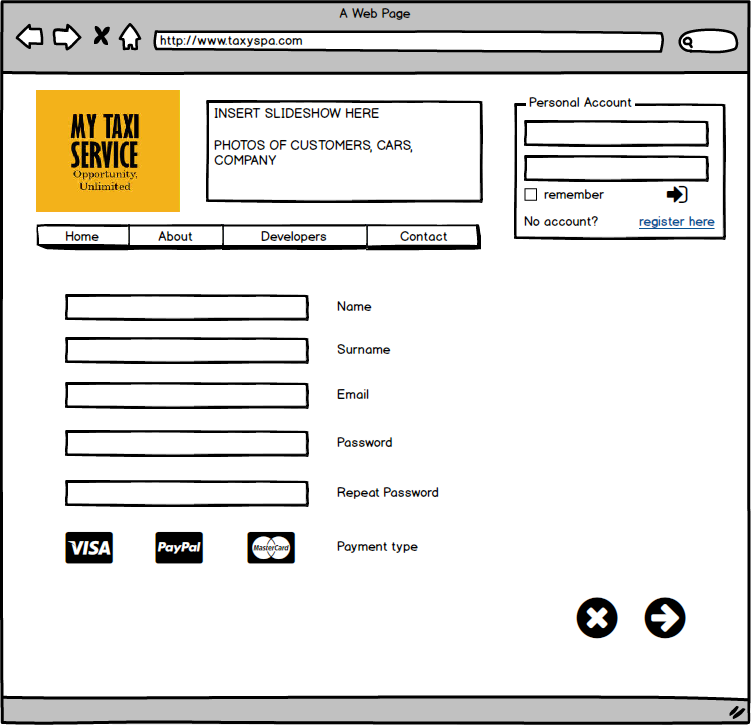 A Web Page
http://www.taxyspa.com
MY TAXI
SERVICE
Opportunity,
Unlimited
INSERT SLIDESHOW HERE
PHOTOS OF CUSTOMERS, CARS,
COMPANY
Personal Account
remember
No account? register here
Home About Developers Contact
Name
Surname
Email
Password
Repeat Password
VISA PayPal MasterCard Payment type